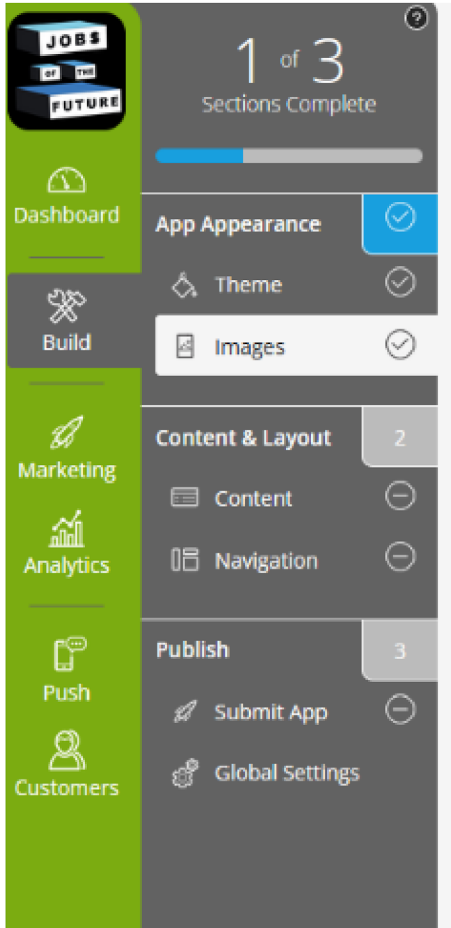 JOBS
OF THE
FUTURE
Dashboard
Build
Marketing
Analytics
Push
Customers
?
1 of 3
Sections Complete
App Appearance
Theme
Images
Content & Layout 2
Content
Navigation
Publish 3
Submit App
Global Settings